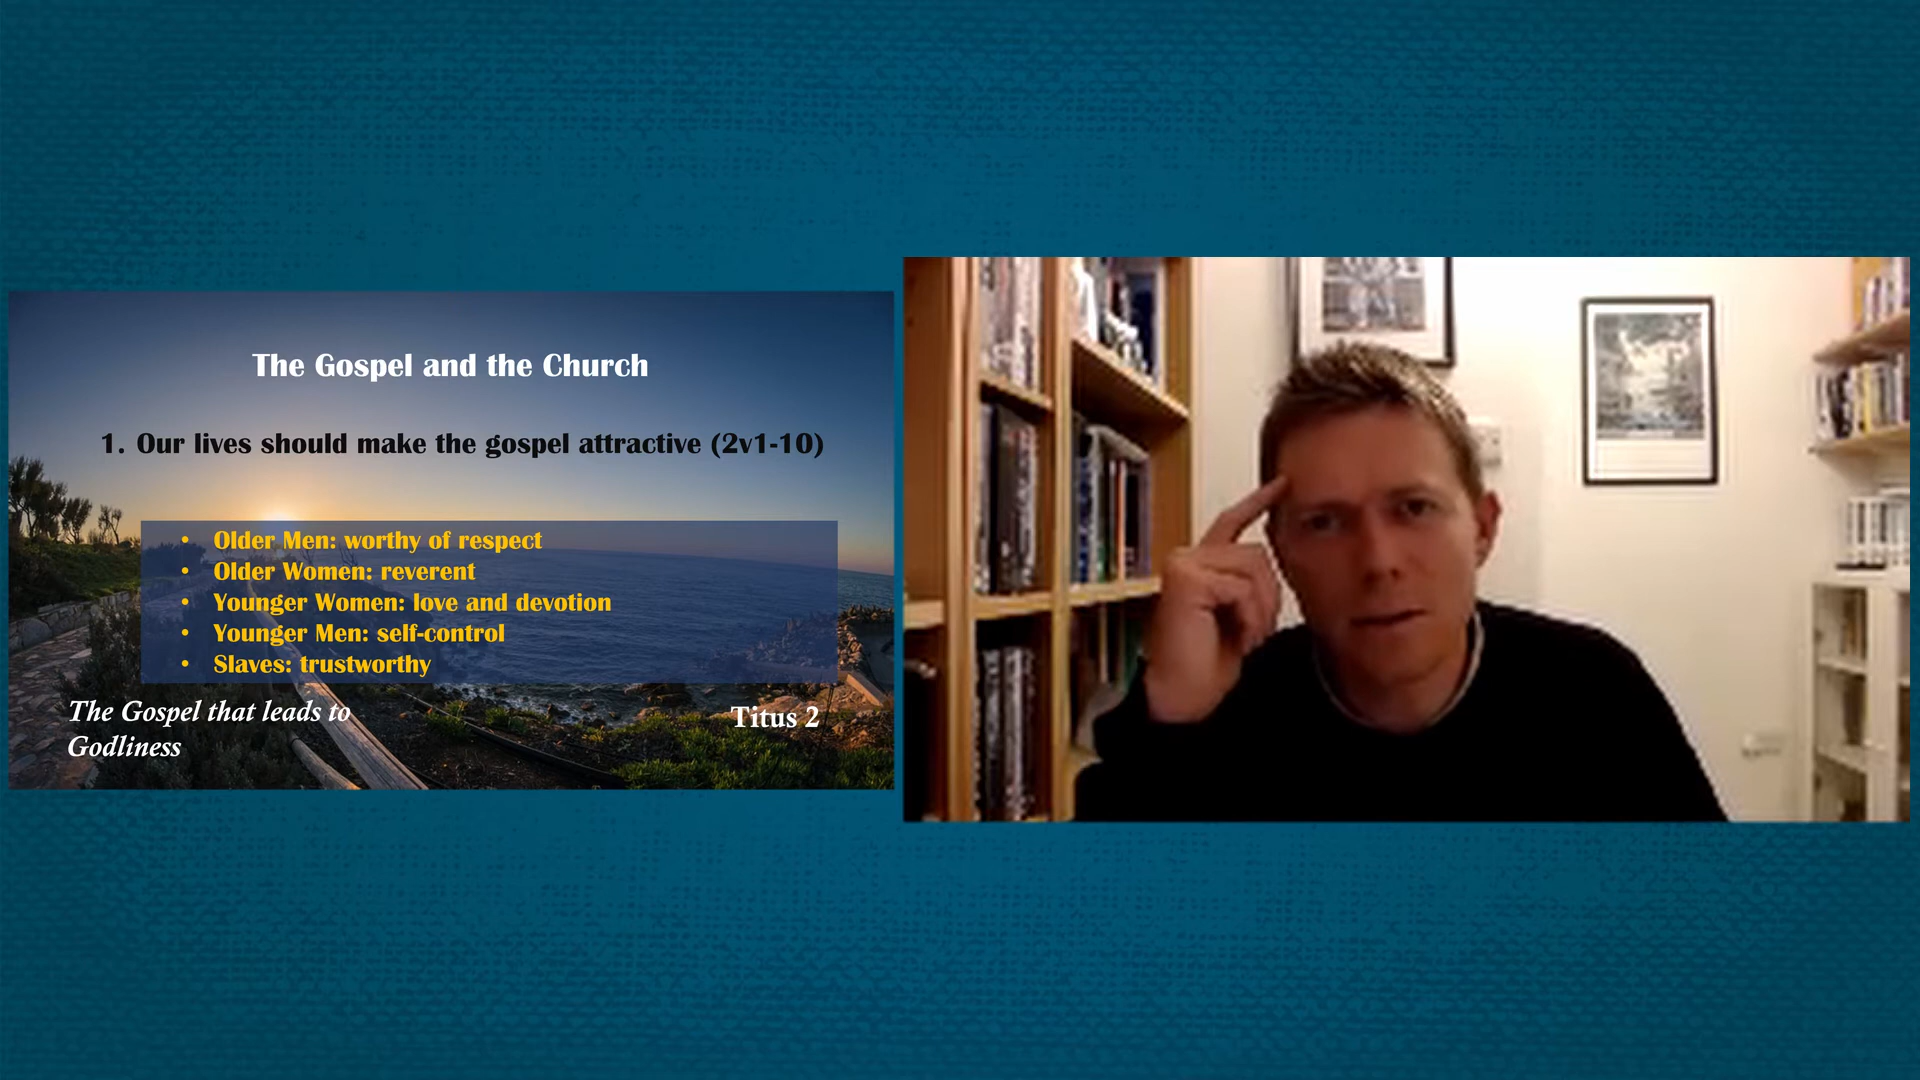 The Gospel and the Church
1. Our lives should make the gospel attractive (2v1-10)
• Older Men: worthy of respect
• Older Women: reverent
• Younger Women: love and devotion
• Younger Men: self-control
• Slaves: trustworthy
The Gospel that leads to
Godliness
Titus 2